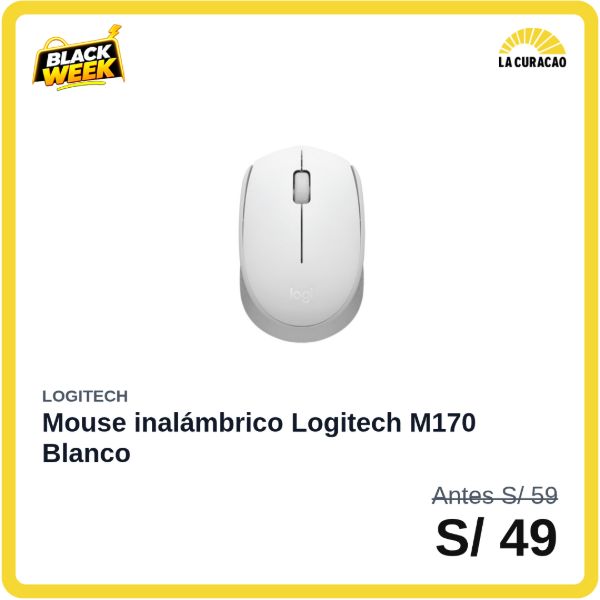 BLACK
WEEK
LA CURACAO
logi
LOGITECH
Mouse inalámbrico Logitech M170
Blanco
Antes S/ 59
S/ 49